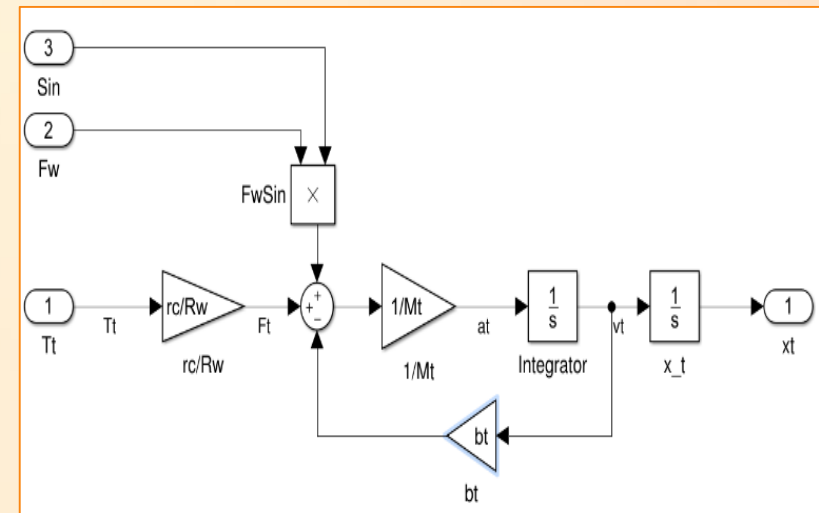 3
Sin
2
Fw
FwSin
×
1
Tt
Tt
rc/Rw
rc/Rw
Ft
+
+
−
1/Mt
1/Mt
at
1
s
Integrator
vt
1
s
x_t
1
xt
bt
bt